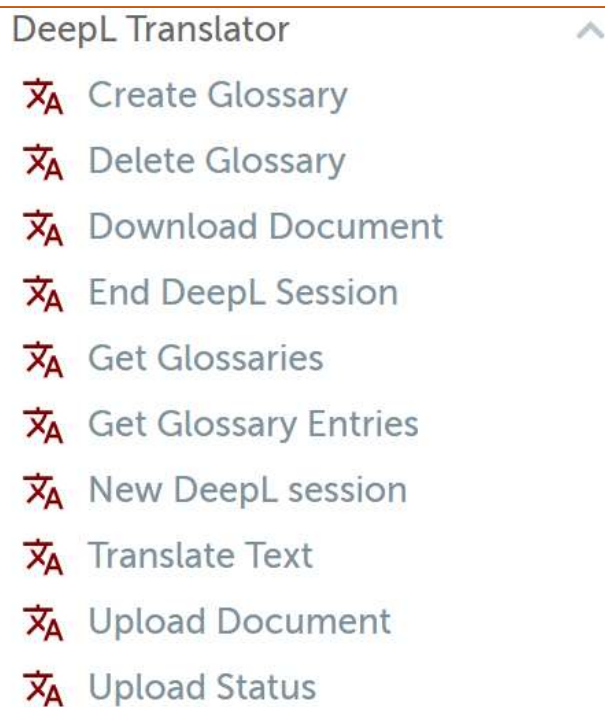 DeepL Translator
Create Glossary
Delete Glossary
Download Document
End DeepL Session
Get Glossaries
Get Glossary Entries
New DeepL session
Translate Text
Upload Document
Upload Status